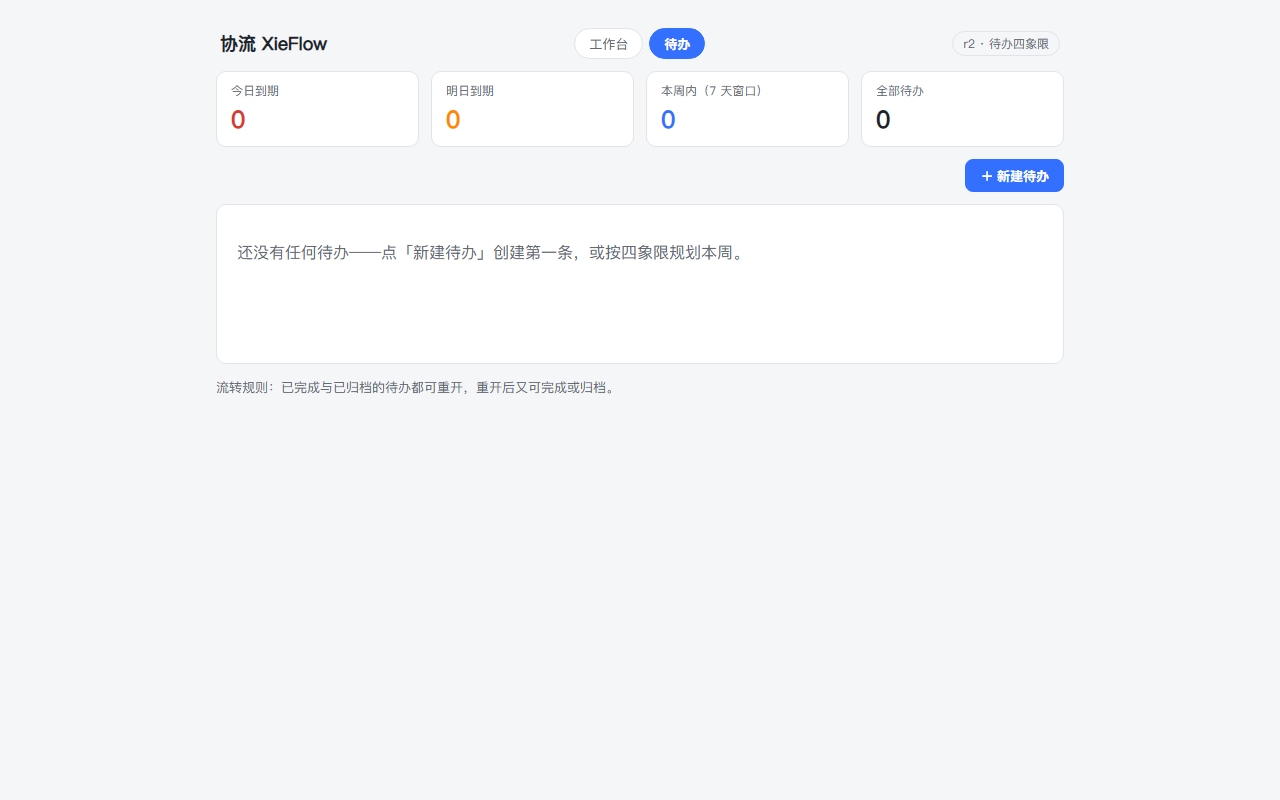 协流 XieFlow
工作台
待办
r2 · 待办四象限
今日到期
0
明日到期
0
本周内（7 天窗口）
0
全部待办
0
＋ 新建待办
还没有任何待办——点「新建待办」创建第一条，或按四象限规划本周。
流转规则：已完成与已归档的待办都可重开，重开后又可完成或归档。